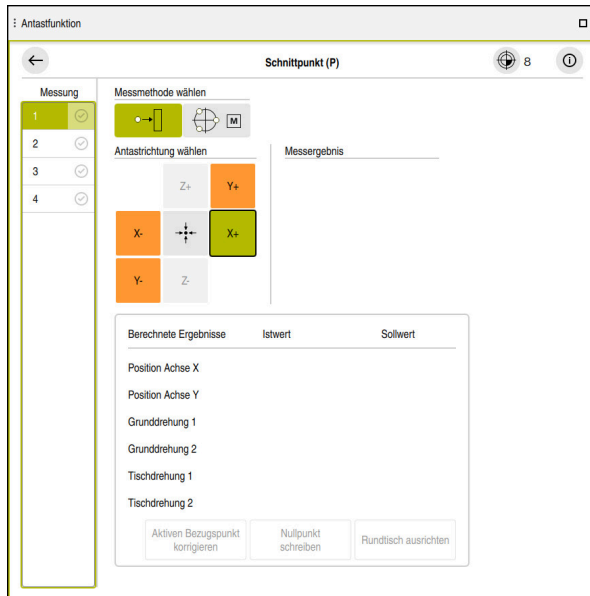 Antastfunktion
Schnittpunkt (P)
8
Messung
1
2
3
4
Messmethode wählen
M
Antastrichtung wählen
Messergebnis
Z+
Y+
X-
X+
Y-
Z-
Berechnete Ergebnisse Istwert Sollwert
Position Achse X
Position Achse Y
Grunddrehung 1
Grunddrehung 2
Tischdrehung 1
Tischdrehung 2
Aktiven Bezugspunkt
korrigieren
Nullpunkt
schreiben
Rundtisch ausrichten